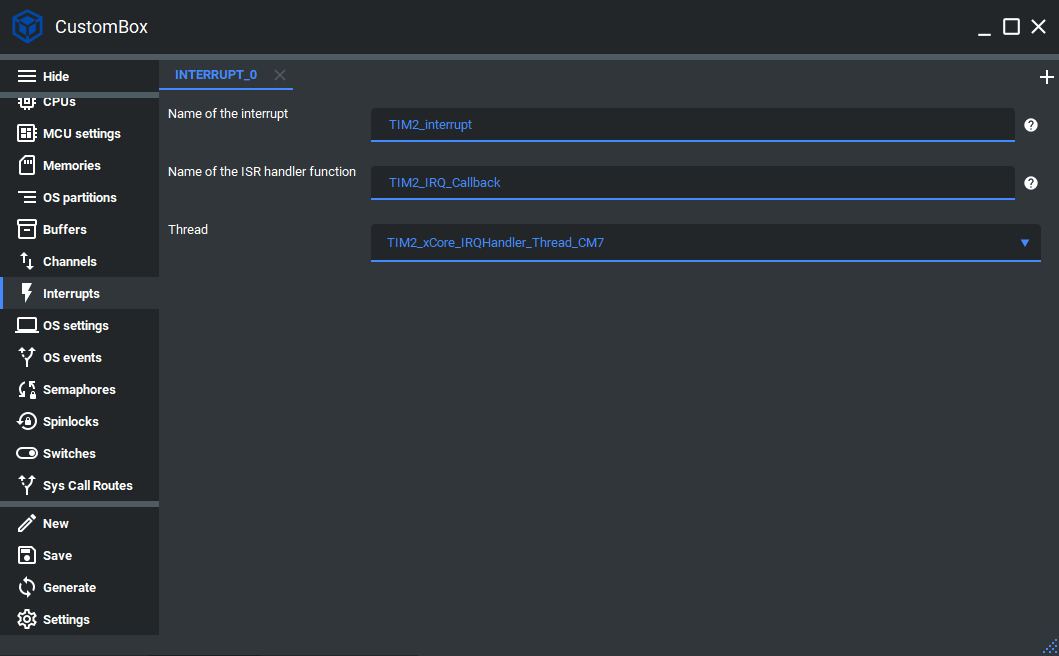 CustomBox
Hide
CPUs
MCU settings
Memories
OS partitions
Buffers
Channels
Interrupts
OS settings
OS events
Semaphores
Spinlocks
Switches
Sys Call Routes
New
Save
Generate
Settings
INTERRUPT_0
Name of the interrupt
TIM2_interrupt
Name of the ISR handler function
TIM2_IRQ_Callback
Thread
TIM2_xCore_IRQHandler_Thread_CM7